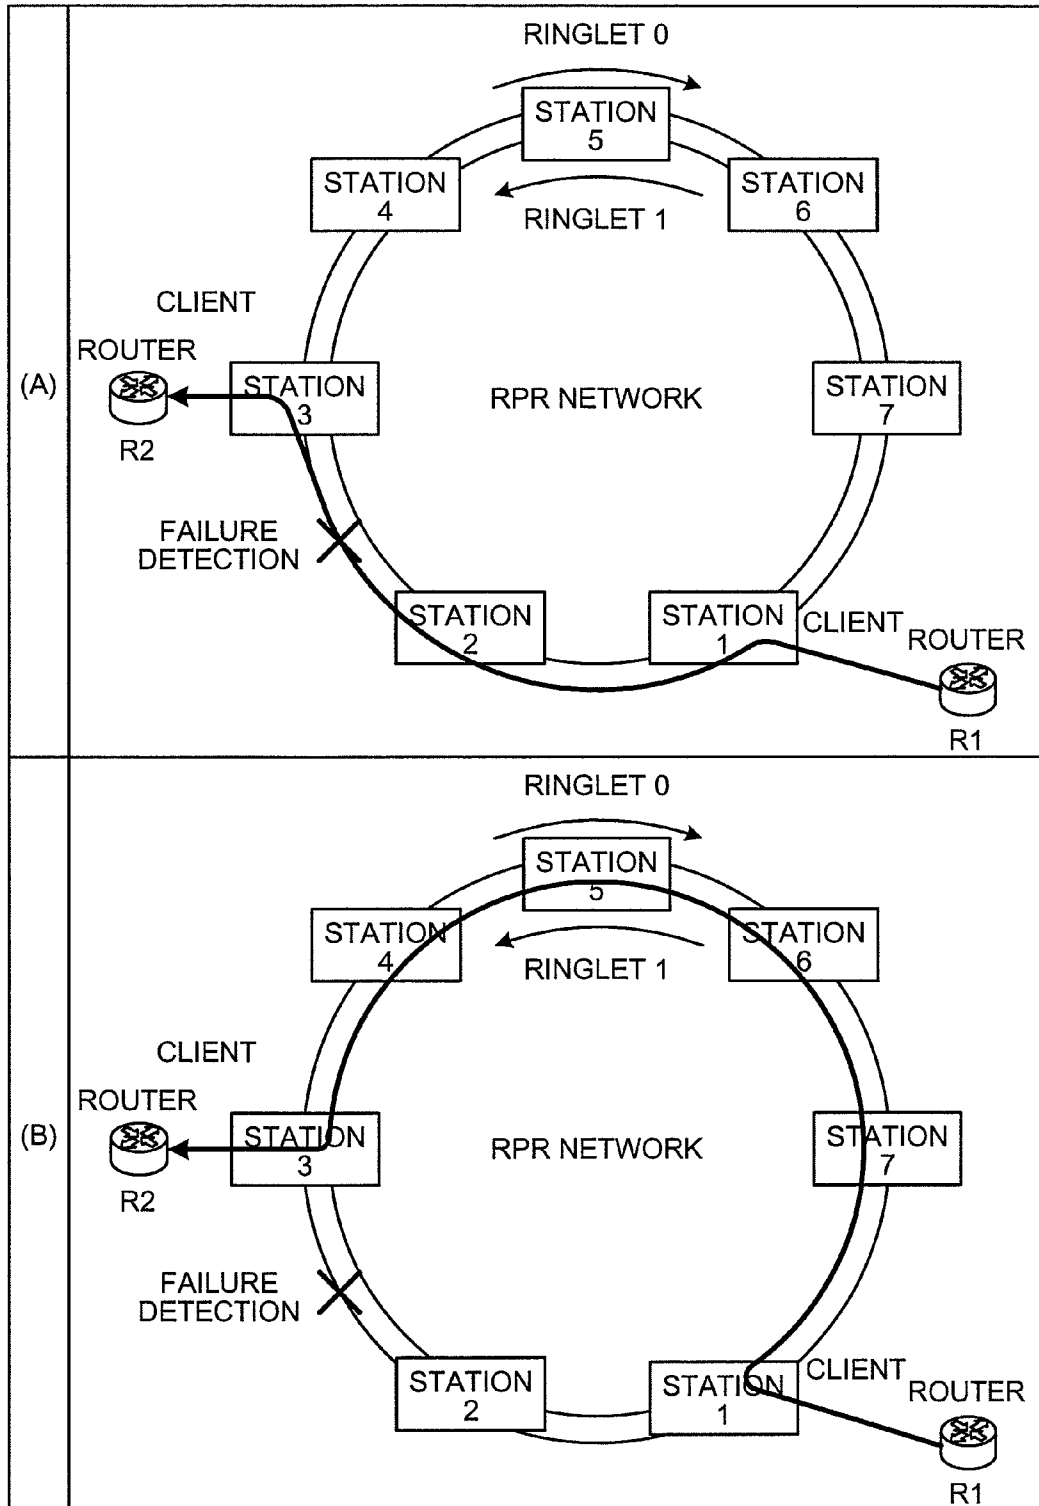 (A)
RINGLET 0
STATION
5
STATION
4
STATION
6
RINGLET 1
CLIENT
ROUTER
STATION
3
R2
RPR NETWORK
STATION
7
FAILURE
DETECTION
STATION
2
STATION
1
CLIENT
ROUTER
R1
(B)
RINGLET 0
STATION
5
STATION
4
STATION
6
RINGLET 1
CLIENT
ROUTER
STATION
3
R2
RPR NETWORK
STATION
7
FAILURE
DETECTION
STATION
2
STATION
1
CLIENT
ROUTER
R1